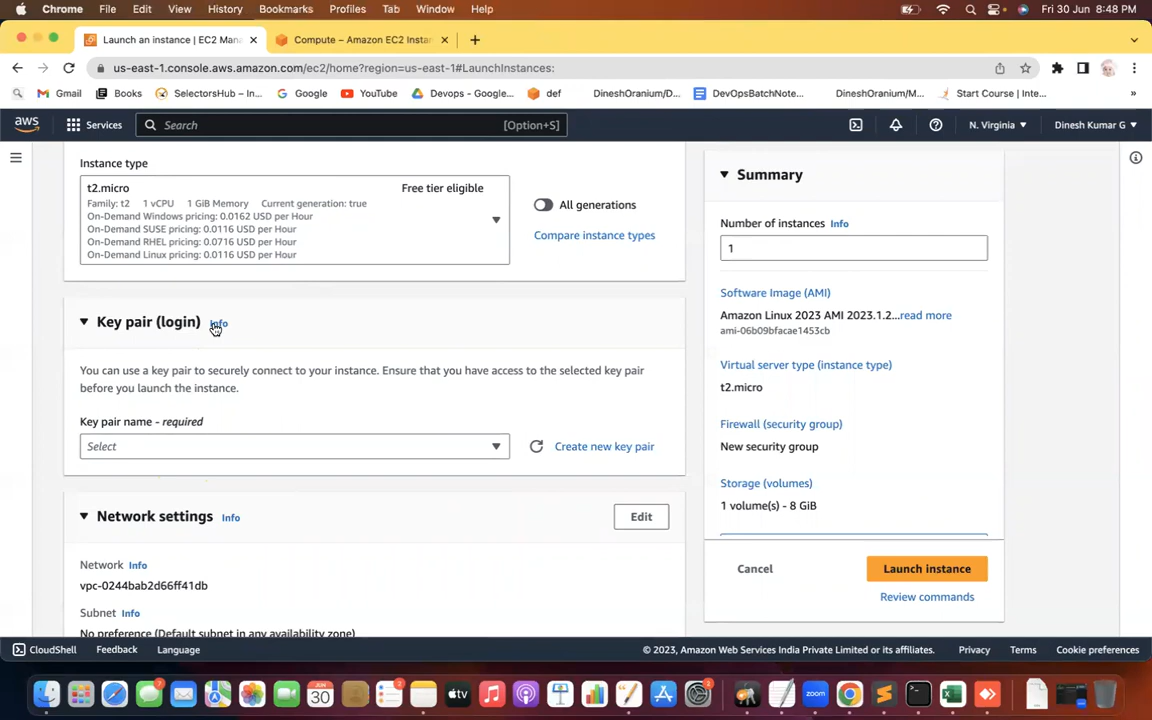 Chrome File Edit View History Bookmarks Profiles Tab Window Help Fri 30 Jun 8:48 PM
Launch an instance | EC2 Mana
Compute – Amazon EC2 Instan
us-east-1.console.aws.amazon.com/ec2/home?region=us-east-1#LaunchInstances:
Gmail Books SelectorsHub – In... Google YouTube Devops - Google... def DineshOranium/D... DevOpsBatchNote... DineshOranium/M... Start Course | Inte... »
aws Services Search [Option+S] N. Virginia Dinesh Kumar G
Instance type
t2.micro Free tier eligible
Family: t2 1 vCPU 1 GiB Memory Current generation: true
On-Demand Windows pricing: 0.0162 USD per Hour
On-Demand SUSE pricing: 0.0116 USD per Hour
On-Demand RHEL pricing: 0.0716 USD per Hour
On-Demand Linux pricing: 0.0116 USD per Hour
All generations
Compare instance types
Key pair (login) Info
You can use a key pair to securely connect to your instance. Ensure that you have access to the selected key pair
before you launch the instance.
Key pair name - required
Select
Create new key pair
Network settings Info
Edit
Network Info
vpc-0244bab2d66ff41db
Subnet Info
No preference (Default subnet in any availability zone)
Summary
Number of instances Info
1
Software Image (AMI)
Amazon Linux 2023 AMI 2023.1.2...read more
ami-06b09bfacae1453cb
Virtual server type (instance type)
t2.micro
Firewall (security group)
New security group
Storage (volumes)
1 volume(s) - 8 GiB
Cancel
Launch instance
Review commands
CloudShell Feedback Language © 2023, Amazon Web Services India Private Limited or its affiliates. Privacy Terms Cookie preferences
7 JUN 30 2 tv zoom 2